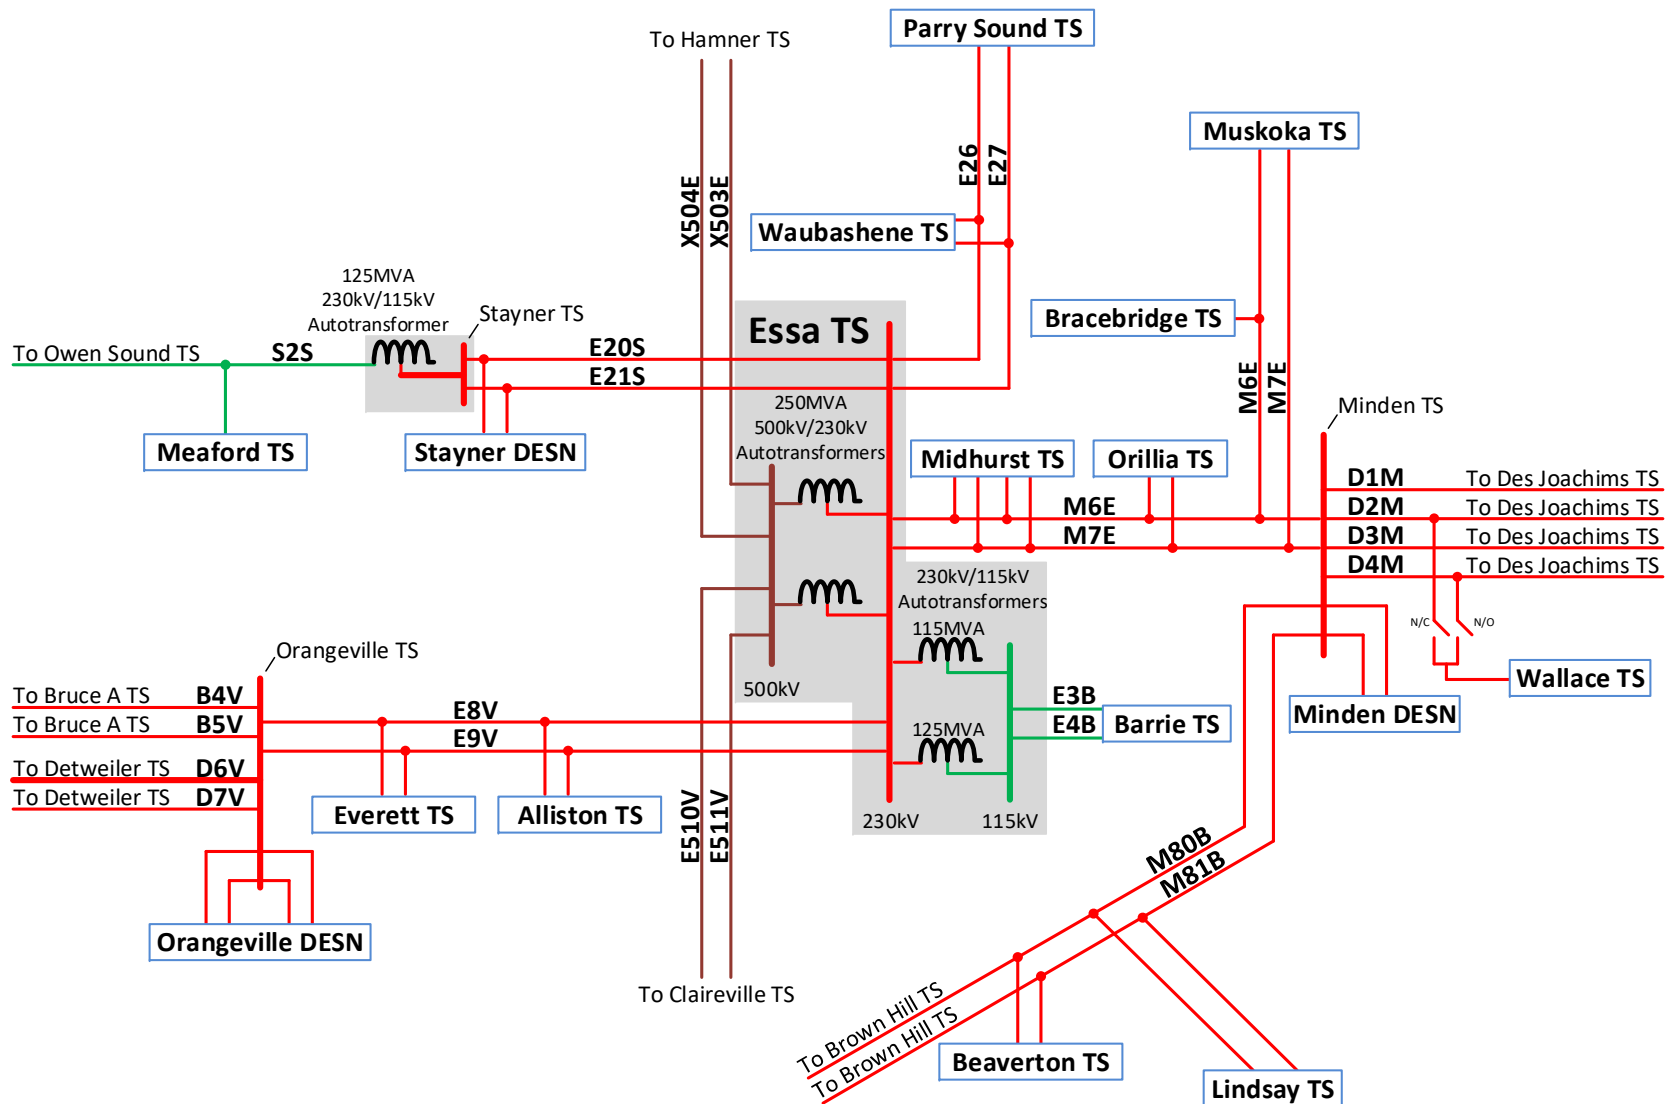 Parry Sound TS
To Hamner TS
Muskoka TS
E26
E27
X504E
X503E
Waubashene TS
125MVA
230kV/115kV
Autotransformer
Stayner TS
Bracebridge TS
Essa TS
To Owen Sound TS
S2S
E20S
E21S
M6E
M7E
250MVA
500kV/230kV
Autotransformers
Minden TS
Meaford TS
Stayner DESN
Midhurst TS
Orillia TS
D1M To Des Joachims TS
M6E
D2M To Des Joachims TS
M7E
D3M To Des Joachims TS
D4M To Des Joachims TS
230kV/115kV
Autotransformers
115MVA
N/C
N/O
Orangeville TS
Wallace TS
500kV
To Bruce A TS B4V
To Bruce A TS B5V
E8V
E9V
E3B
E4B
Barrie TS
Minden DESN
125MVA
To Detweiler TS D6V
To Detweiler TS D7V
Everett TS
Alliston TS
E510V
E511V
230kV
115kV
M80B
M81B
Orangeville DESN
To Claireville TS
To Brown Hill TS
To Brown Hill TS
Beaverton TS
Lindsay TS